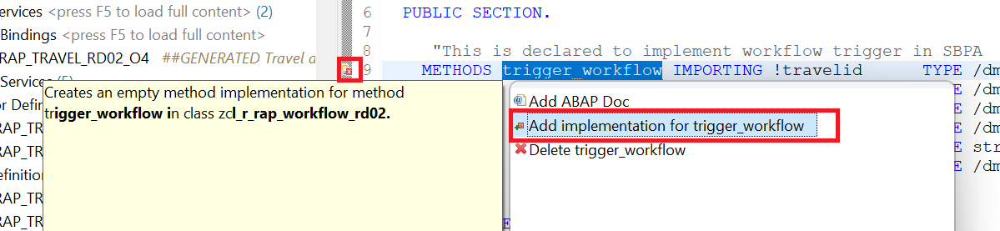 ervices <press F5 to load full content> (2)
Bindings <press F5 to load full content>
RAP_TRAVEL_RD02_O4 ##GENERATED Travel a
Services (5)
or Defin
RAP_TR
RAP_TR
efinition
RAP_TR
RAP_TR
6 PUBLIC SECTION.
7
8 "This is declared to implement workflow trigger in SBPA
9 METHODS trigger_workflow IMPORTING !travelid TYPE /dm
E /dm
E /dm
E /dm
E str
E /dm
E
Creates an empty method implementation for method
trigger_workflow in class zcl_r_rap_workflow_rd02.
Add ABAP Doc
Add implementation for trigger_workflow
Delete trigger_workflow